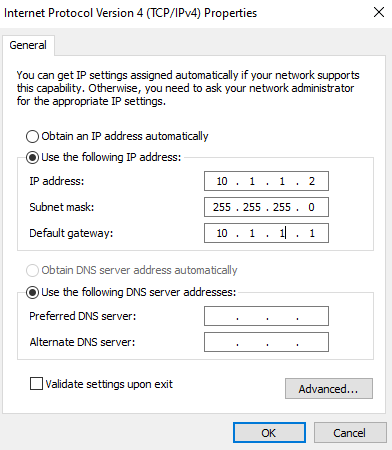 Internet Protocol Version 4 (TCP/IPv4) Properties
General
You can get IP settings assigned automatically if your network supports
this capability. Otherwise, you need to ask your network administrator
for the appropriate IP settings.
Obtain an IP address automatically
Use the following IP address:
IP address: 10 . 1 . 1 . 2
Subnet mask: 255 . 255 . 255 . 0
Default gateway: 10 . 1 . 1 . 1
Obtain DNS server address automatically
Use the following DNS server addresses:
Preferred DNS server: . . .
Alternate DNS server: . . .
Validate settings upon exit
Advanced...
OK Cancel